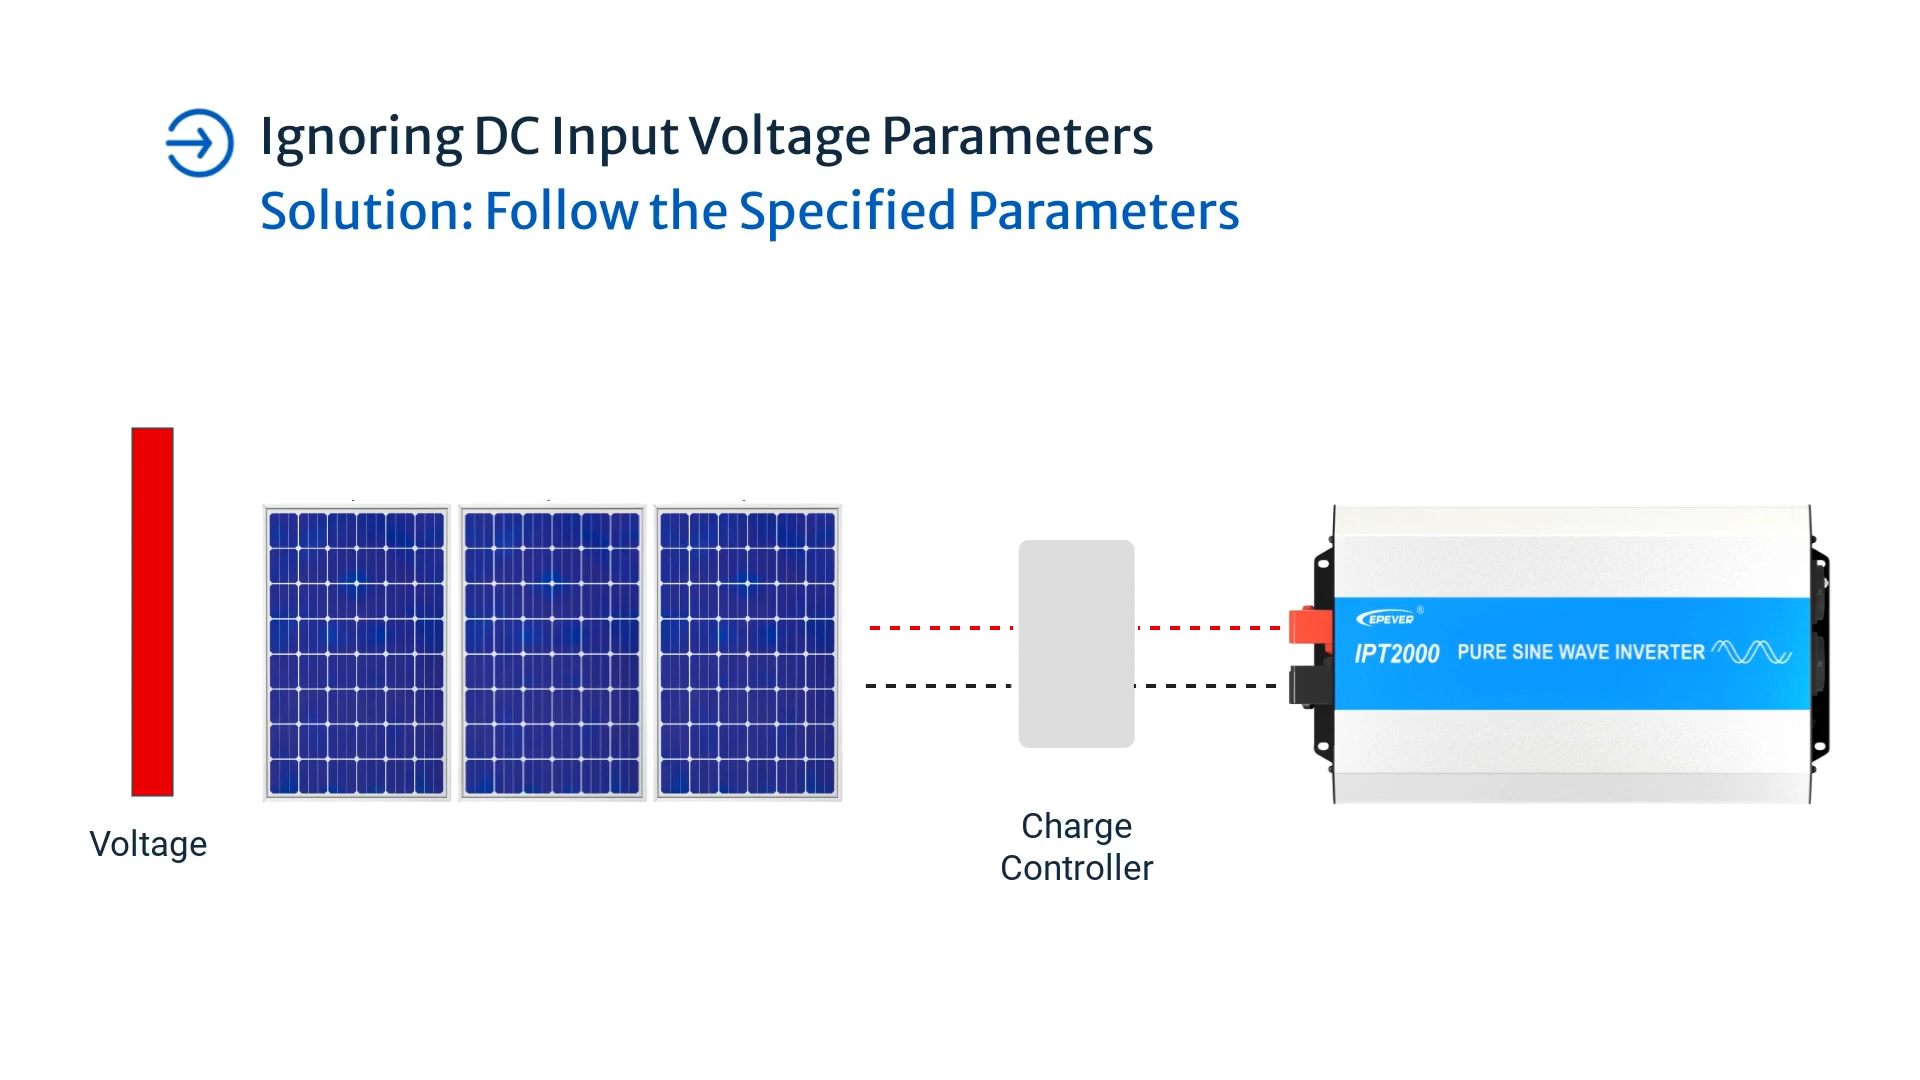 Ignoring DC Input Voltage Parameters
Solution: Follow the Specified Parameters
EPEVER®
IPT2000 PURE SINE WAVE INVERTER
Voltage
Charge
Controller